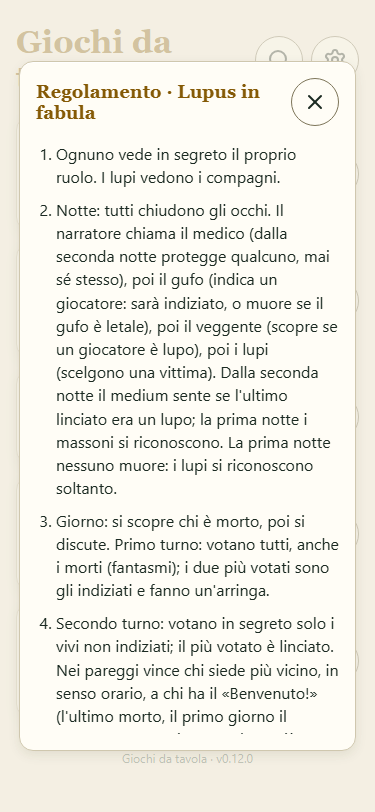 Giochi da
Regolamento · Lupus in
fabula
1. Ognuno vede in segreto il proprio
ruolo. I lupi vedono i compagni.
2. Notte: tutti chiudono gli occhi. Il
narratore chiama il medico (dalla
seconda notte protegge qualcuno, mai
sé stesso), poi il gufo (indica un
giocatore: sarà indiziato, o muore se il
gufo è letale), poi il veggente (scopre se
un giocatore è lupo), poi i lupi
(scelgono una vittima). Dalla seconda
notte il medium sente se l'ultimo
linciato era un lupo; la prima notte i
massoni si riconoscono. La prima notte
nessuno muore: i lupi si riconoscono
soltanto.
3. Giorno: si scopre chi è morto, poi si
discute. Primo turno: votano tutti, anche
i morti (fantasmi); i due più votati sono
gli indiziati e fanno un'arringa.
4. Secondo turno: votano in segreto solo i
vivi non indiziati; il più votato è linciato.
Nei pareggi vince chi siede più vicino, in
senso orario, a chi ha il «Benvenuto!»
(l'ultimo morto, il primo giorno il
Giochi da tavola · v0.12.0